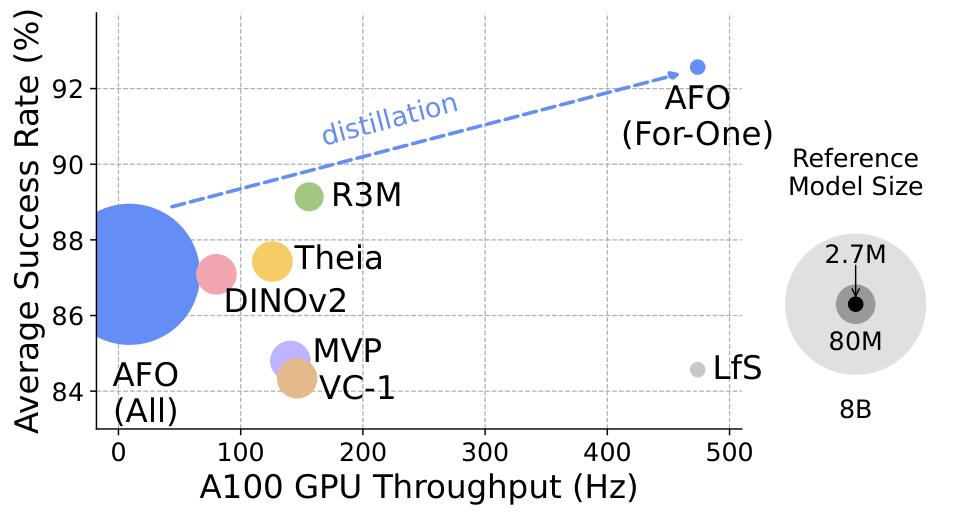 Average Success Rate (%)
92
90
88
86
84
distillation
AFO
(For-One)
R3M
Theia
DINOv2
MVP
VC-1
LfS
AFO
(All)
0
100
200
300
400
500
A100 GPU Throughput (Hz)
Reference
Model Size
2.7M
80M
8B